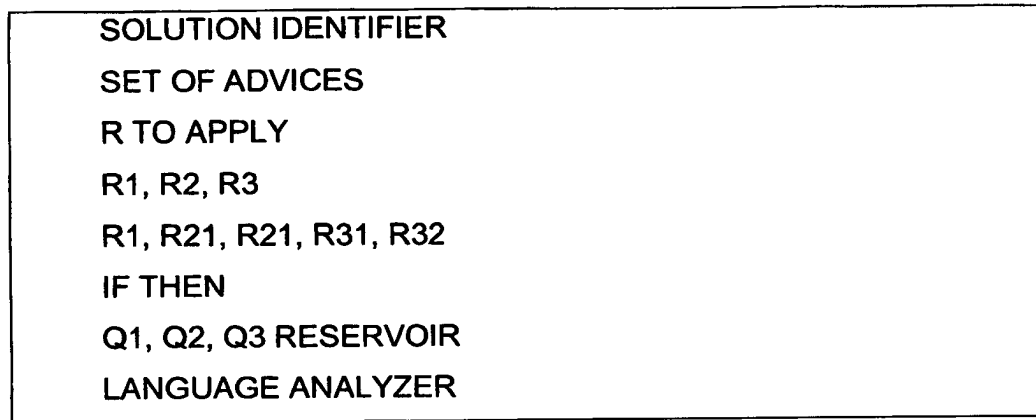 SOLUTION IDENTIFIER
SET OF ADVICES
R TO APPLY
R1, R2, R3
R1, R21, R21, R31, R32
IF THEN
Q1, Q2, Q3 RESERVOIR
LANGUAGE ANALYZER